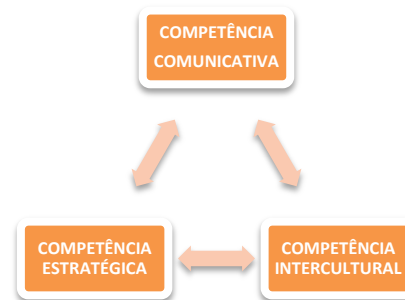 COMPETÊNCIA
COMUNICATIVA
COMPETÊNCIA
ESTRATÉGICA
COMPETÊNCIA
INTERCULTURAL